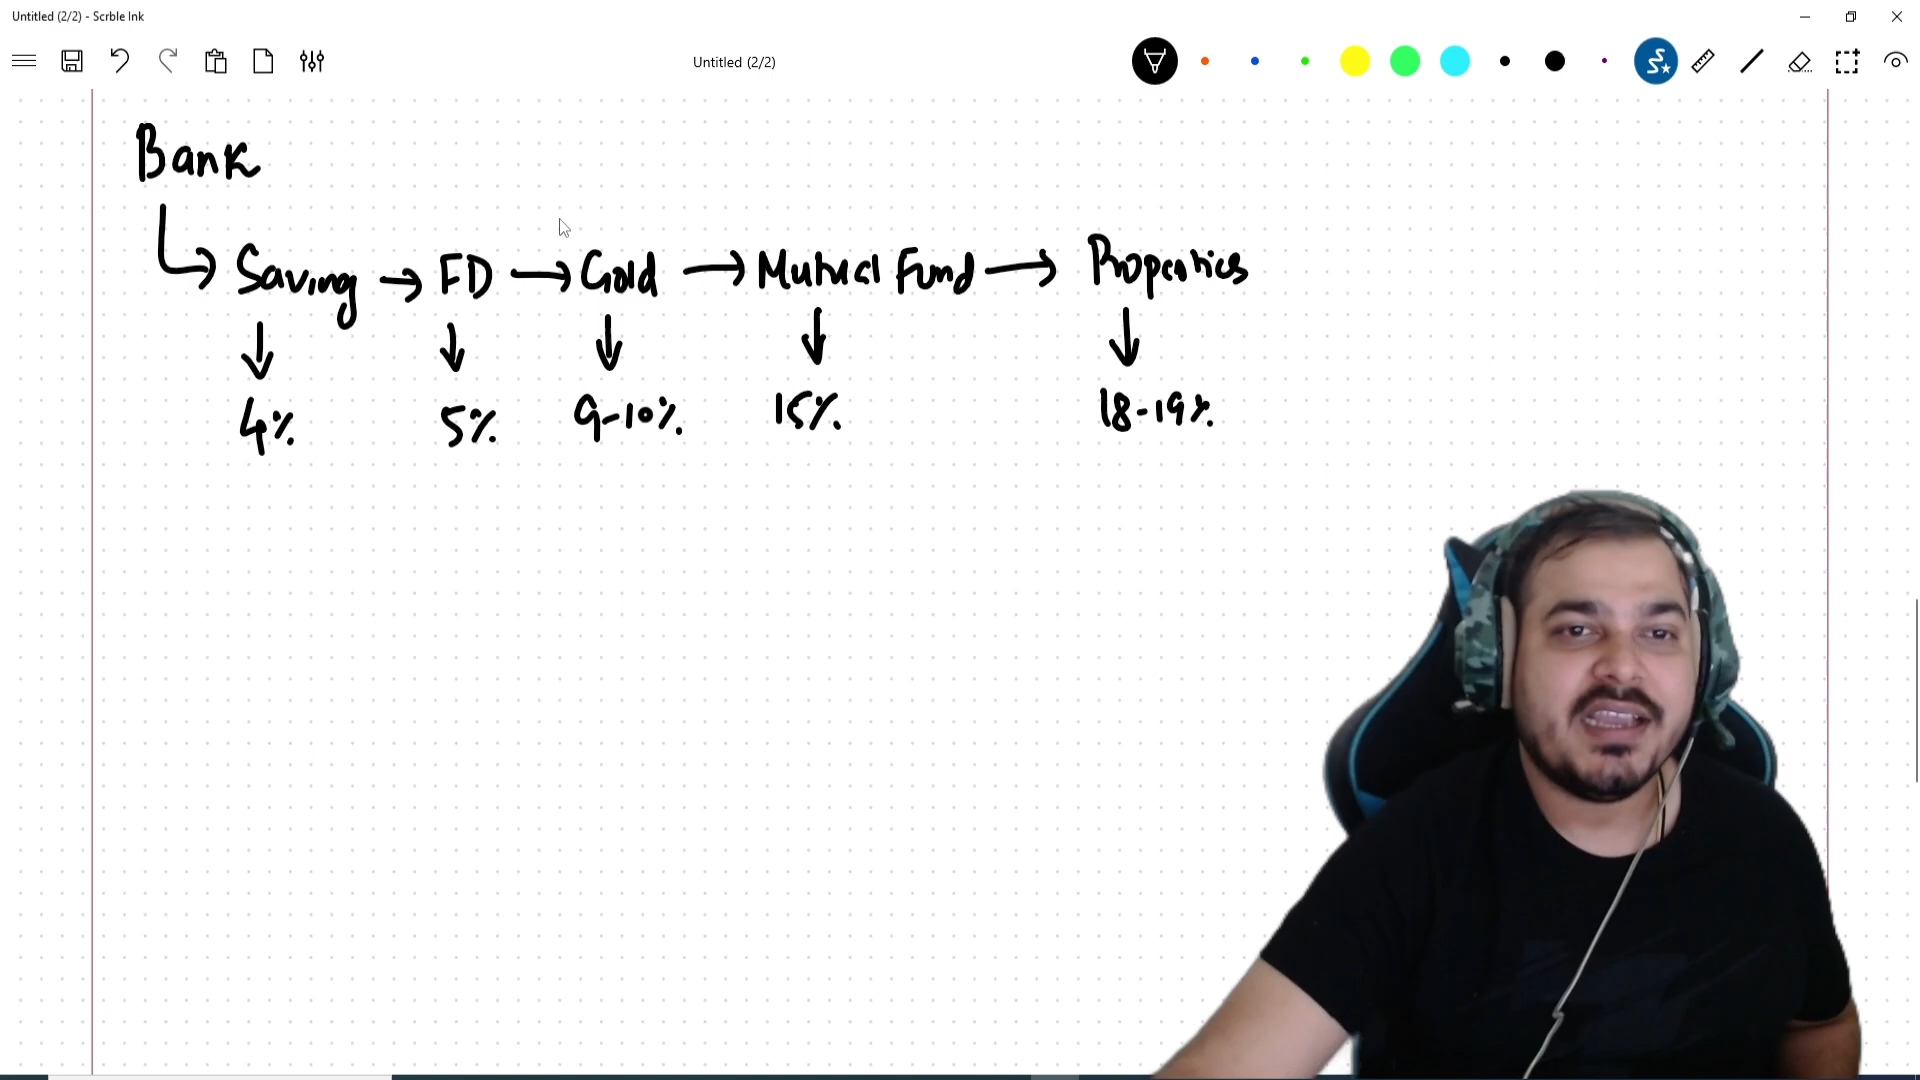 Untitled (2/2) - Scrble Ink
Untitled (2/2)
Bank
Saving → FD → Gold → Mutual Fund → Properties
4% 5% 9-10% 15% 18-19%